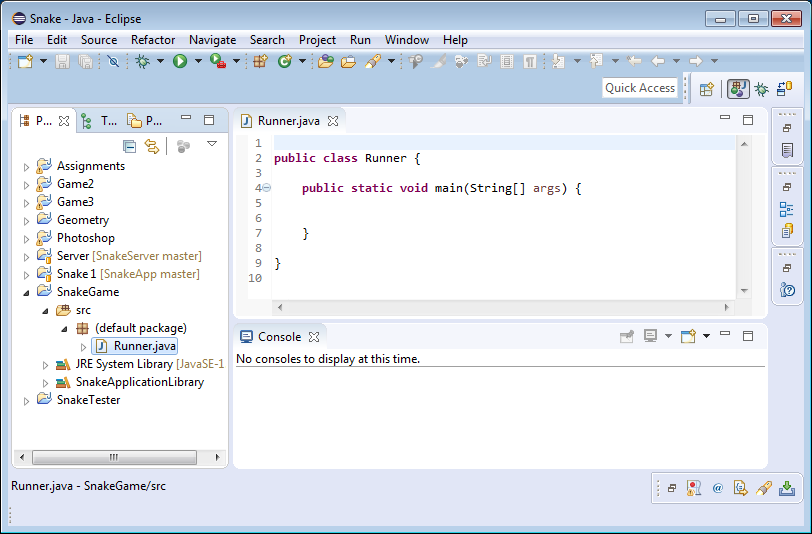 Snake - Java - Eclipse
File Edit Source Refactor Navigate Search Project Run Window Help
Quick Access
P... T... P...
Assignments
Game2
Game3
Geometry
Photoshop
Server [SnakeServer master]
Snake1 [SnakeApp master]
SnakeGame
src
(default package)
Runner.java
JRE System Library [JavaSE-1
SnakeApplicationLibrary
SnakeTester
Runner.java
1
2 public class Runner {
3
4 public static void main(String[] args) {
5
6
7 }
8
9 }
10
Console
No consoles to display at this time.
Runner.java - SnakeGame/src